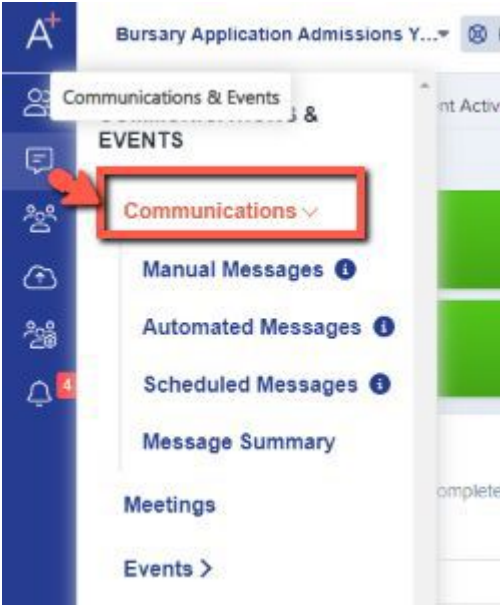 A+
Bursary Application Admissions Y...
Communications & Events
nt Activ
&
EVENTS
Communications
Manual Messages
Automated Messages
Scheduled Messages
Message Summary
4
Meetings
omplete
Events >